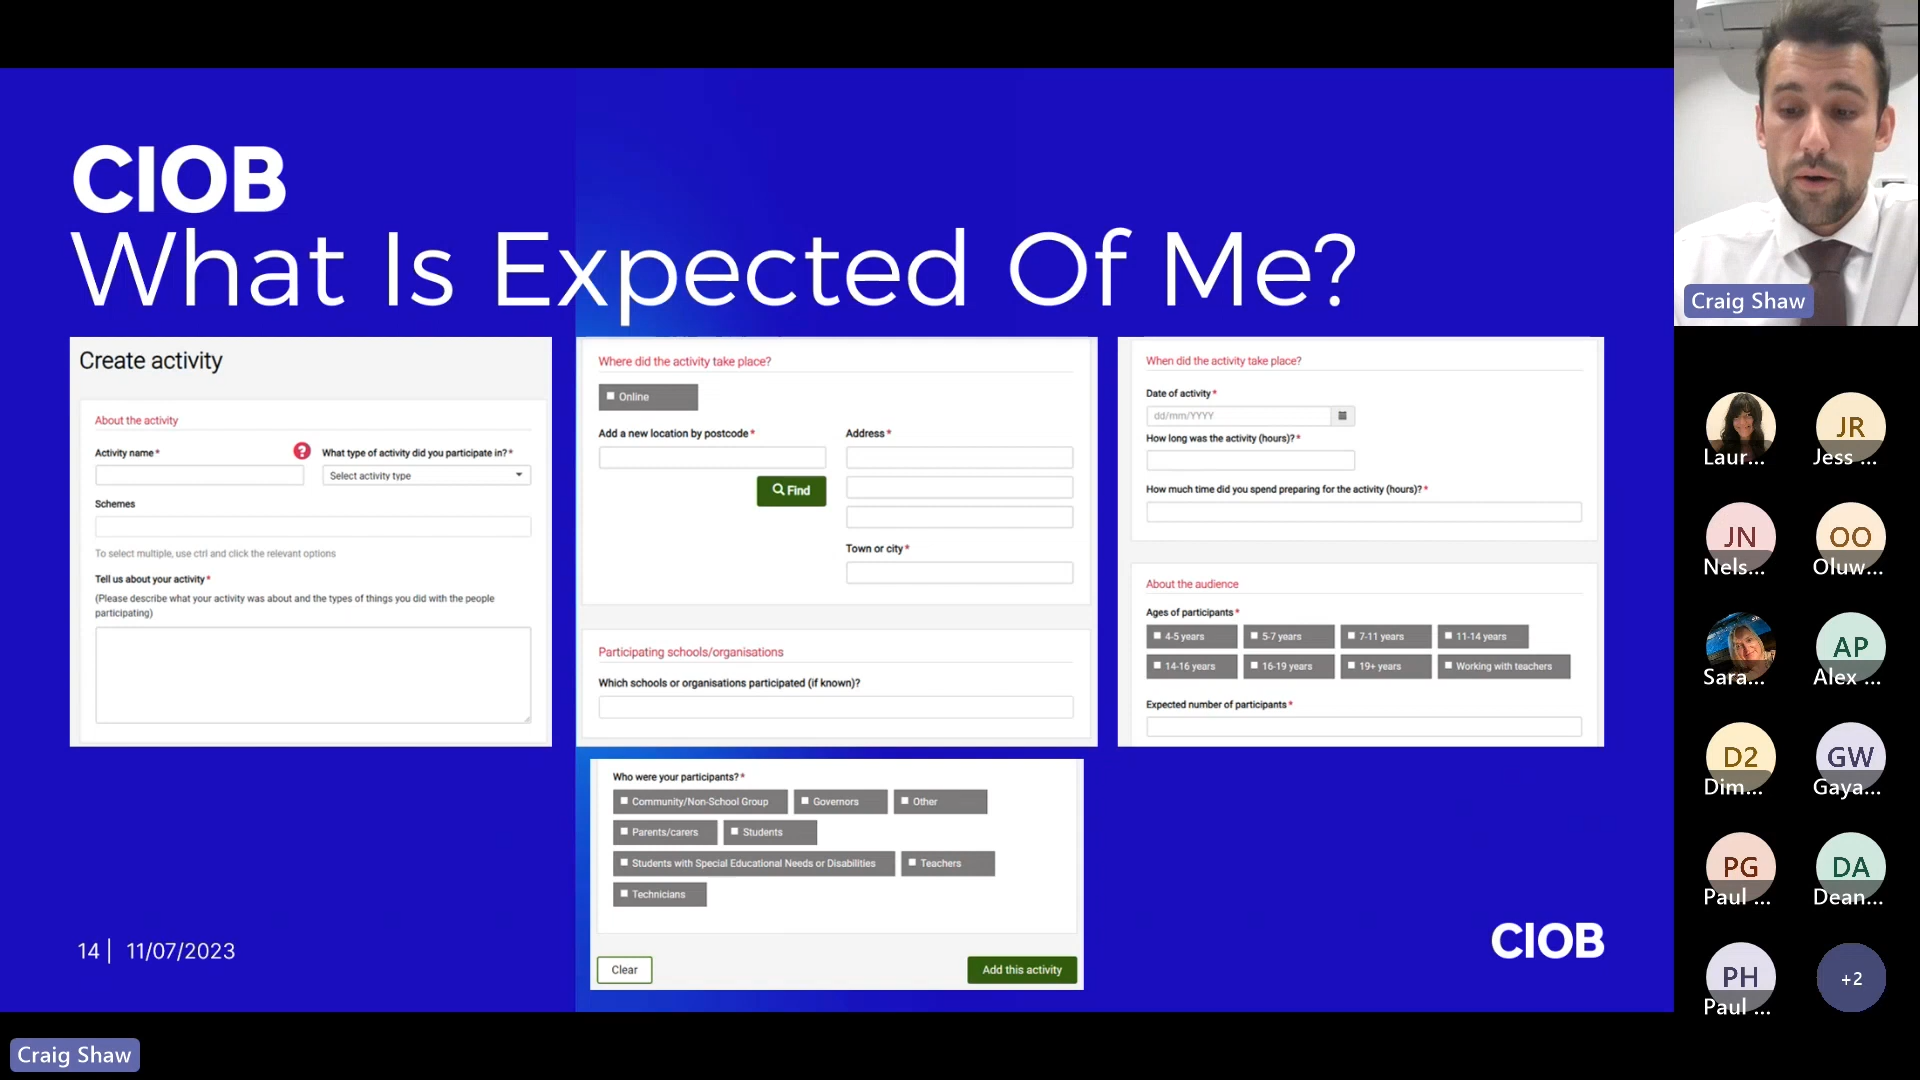 CIOB
What Is Expected Of Me?
Create activity
About the activity
Activity name*
?
What type of activity did you participate in?*
Select activity type
Schemes
To select multiple, use ctrl and click the relevant options
Tell us about your activity*
(Please describe what your activity was about and the types of things you did with the people
participating)
Where did the activity take place?
Online
Add a new location by postcode*
Find
Address*
Town or city*
Participating schools/organisations
Which schools or organisations participated (if known)?
When did the activity take place?
Date of activity*
dd/mm/YYYY
How long was the activity (hours)?*
How much time did you spend preparing for the activity (hours)?*
About the audience
Ages of participants*
4-5 years
5-7 years
7-11 years
11-14 years
14-16 years
16-19 years
19+ years
Working with teachers
Expected number of participants*
Who were your participants?*
Community/Non-School Group
Governors
Other
Parents/carers
Students
Students with Special Educational Needs or Disabilities
Teachers
Technicians
Clear
Add this activity
14 | 11/07/2023
CIOB
Craig Shaw
Craig Shaw
Laur...
JR
Jess ...
JN
Nels...
OO
Oluw...
Sara...
AP
Alex ...
D2
Dim...
GW
Gaya...
PG
Paul ...
DA
Dean...
PH
Paul ...
+2